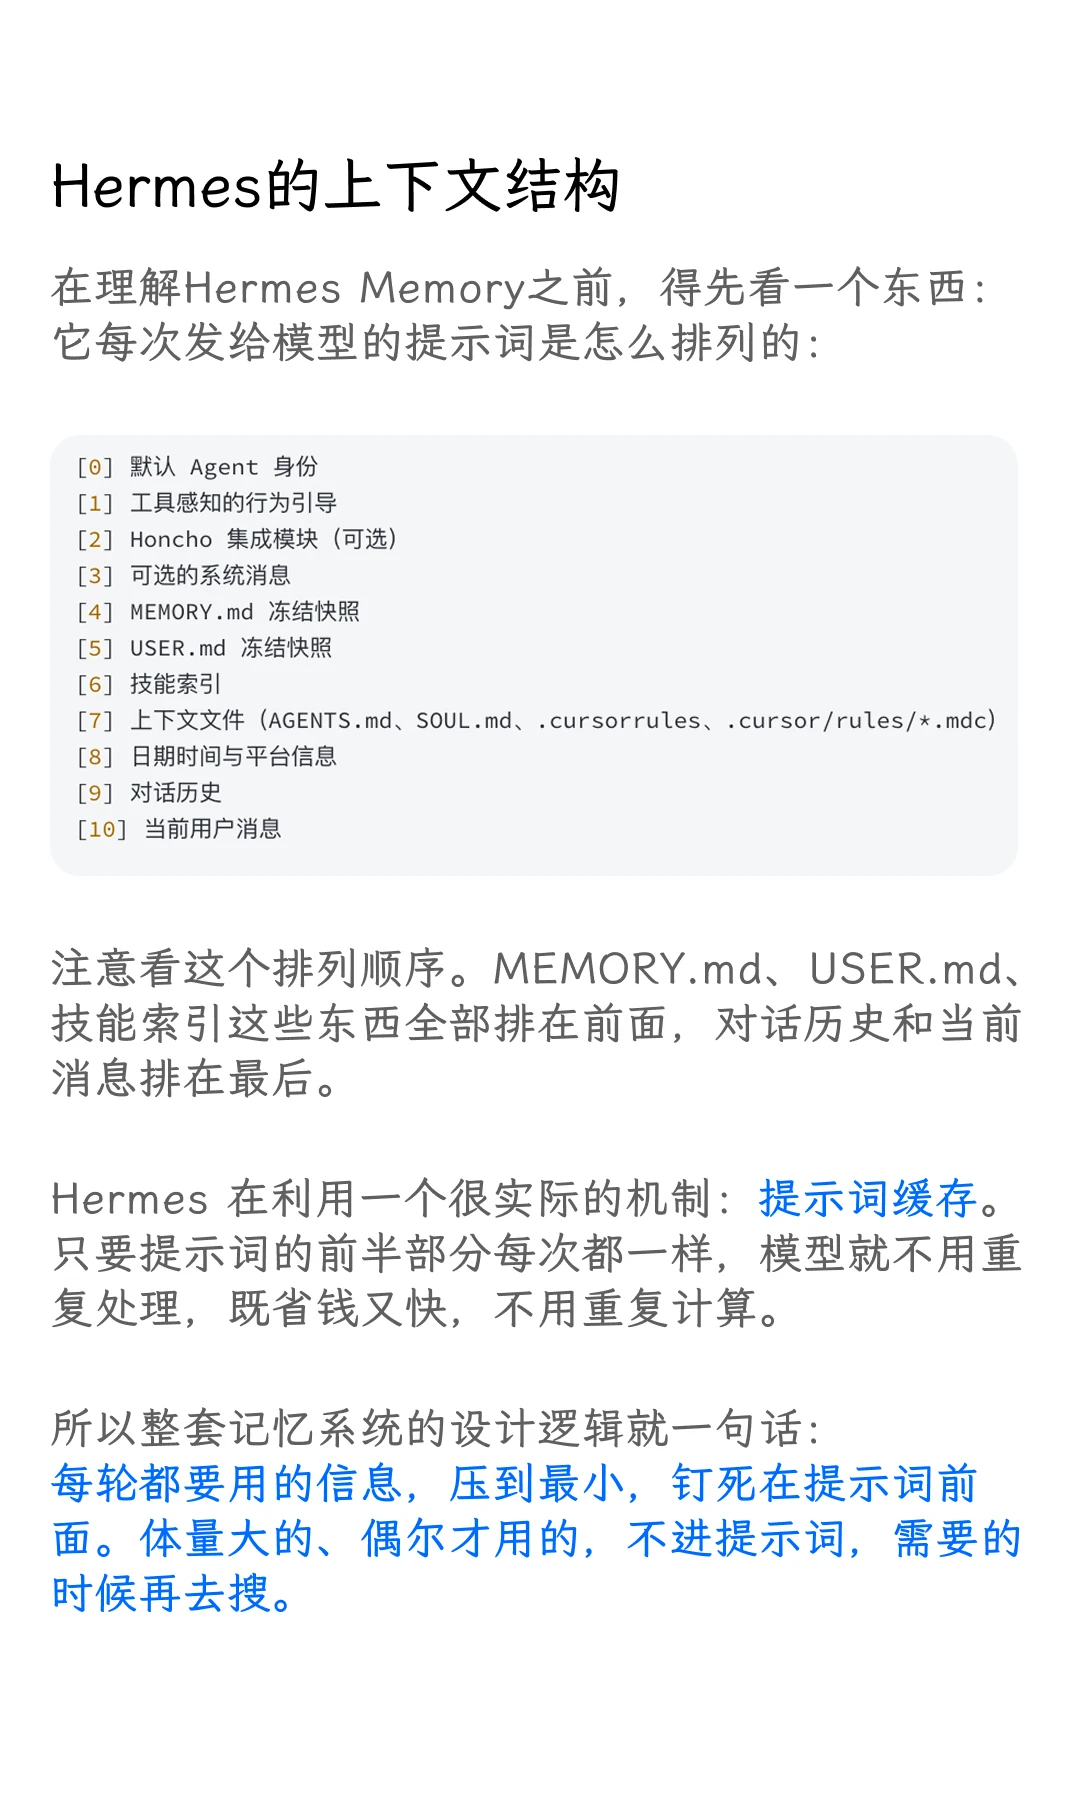 Hermes的上下文结构
在理解Hermes Memory之前，得先看一个东西：
它每次发给模型的提示词是怎么排列的：
[0] 默认 Agent 身份
[1] 工具感知的行为引导
[2] Honcho 集成模块（可选）
[3] 可选的系统消息
[4] MEMORY.md 冻结快照
[5] USER.md 冻结快照
[6] 技能索引
[7] 上下文文件（AGENTS.md、SOUL.md、.cursorrules、.cursor/rules/*.mdc）
[8] 日期时间与平台信息
[9] 对话历史
[10] 当前用户消息
注意看这个排列顺序。MEMORY.md、USER.md、
技能索引这些东西全部排在前面，对话历史和当前
消息排在最后。
Hermes 在利用一个很实际的机制：提示词缓存。
只要提示词的前半部分每次都一样，模型就不用重
复处理，既省钱又快，不用重复计算。
所以整套记忆系统的设计逻辑就一句话：
每轮都要用的信息，压到最小，钉死在提示词前
面。体量大的、偶尔才用的，不进提示词，需要的
时候再去搜。